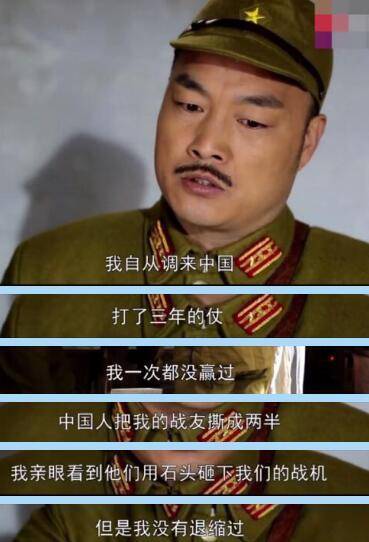 我自从调来中国
打了三年的仗
我一次都没赢过
中国人把我的战友撕成两半
我亲眼看到他们用石头砸下我们的战机
但是我没有退缩过